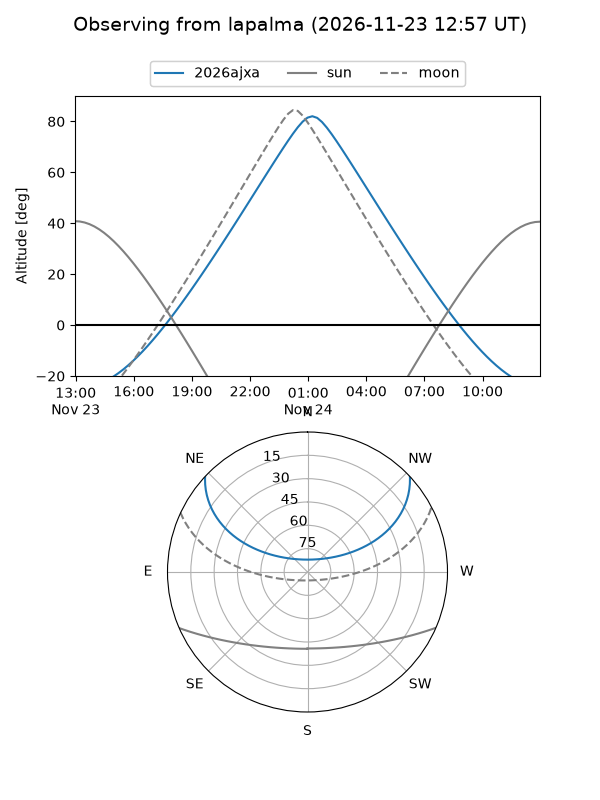 Observing from lapalma (2026-11-23 12:57 UT)
2026ajxa sun moon
Altitude [deg]
80
60
40
20
0
−20
13:00 16:00 19:00 22:00 01:00 04:00 07:00 10:00
Nov 23 Nov 24
N
NE NW
15
30
45
60
75
E W
SE SW
S